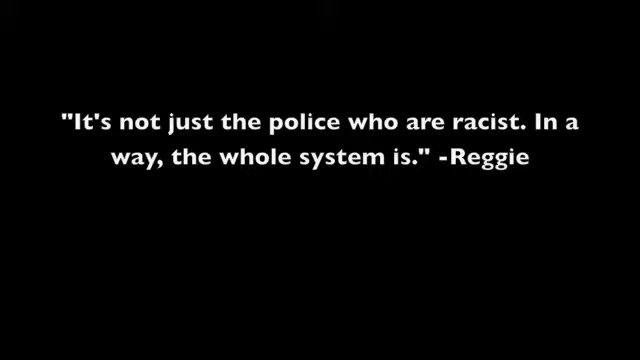 "It's not just the police who are racist. In a
way, the whole system is." -Reggie